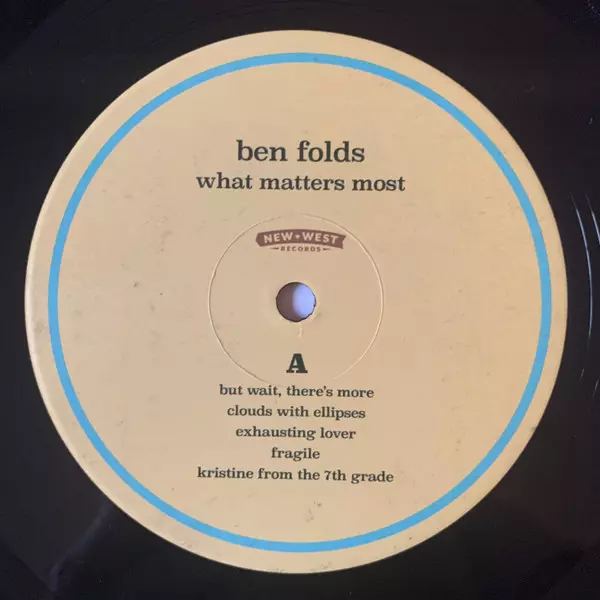 ben folds
what matters most
NEW • WEST
RECORDS
A
but wait, there's more
clouds with ellipses
exhausting lover
fragile
kristine from the 7th grade